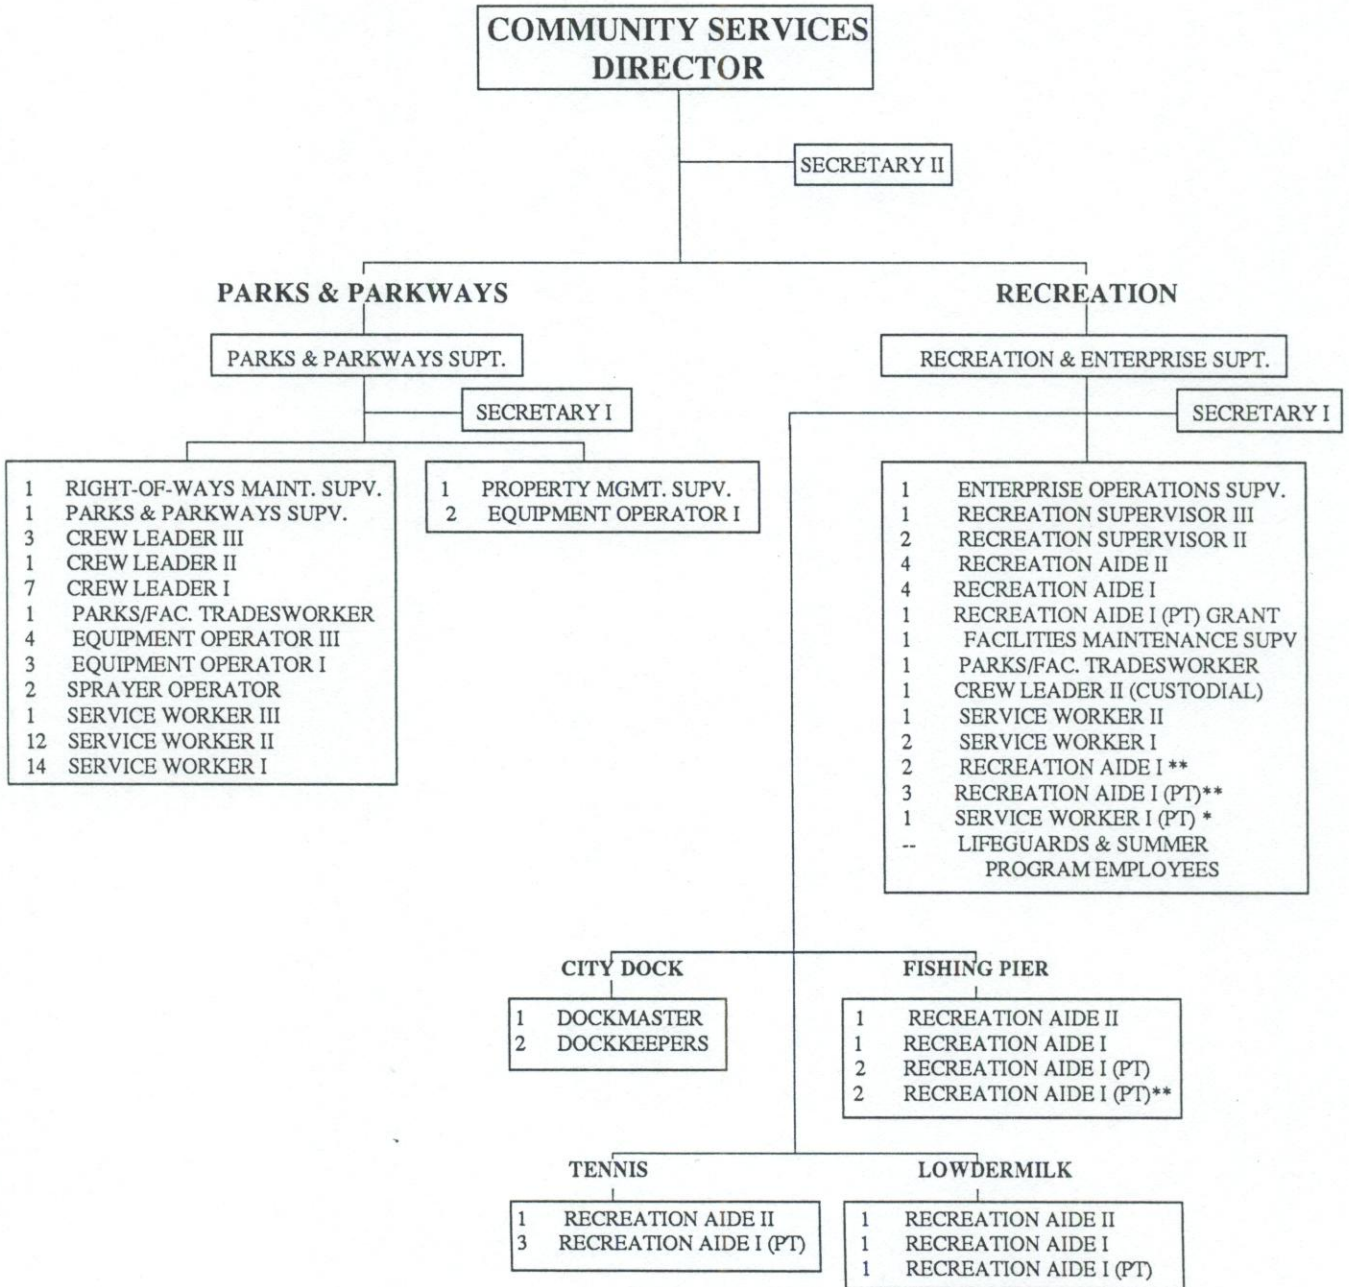 COMMUNITY SERVICES
DIRECTOR
SECRETARY II
PARKS & PARKWAYS
PARKS & PARKWAYS SUPT.
SECRETARY I
1 RIGHT-OF-WAYS MAINT. SUPV.
1 PARKS & PARKWAYS SUPV.
3 CREW LEADER III
1 CREW LEADER II
7 CREW LEADER I
1 PARKS/FAC. TRADESWORKER
4 EQUIPMENT OPERATOR III
3 EQUIPMENT OPERATOR I
2 SPRAYER OPERATOR
1 SERVICE WORKER III
12 SERVICE WORKER II
14 SERVICE WORKER I
1 PROPERTY MGMT. SUPV.
2 EQUIPMENT OPERATOR I
RECREATION
RECREATION & ENTERPRISE SUPT.
SECRETARY I
1 ENTERPRISE OPERATIONS SUPV.
1 RECREATION SUPERVISOR III
2 RECREATION SUPERVISOR II
4 RECREATION AIDE II
4 RECREATION AIDE I
1 RECREATION AIDE I (PT) GRANT
1 FACILITIES MAINTENANCE SUPV
1 PARKS/FAC. TRADESWORKER
1 CREW LEADER II (CUSTODIAL)
1 SERVICE WORKER II
2 SERVICE WORKER I
2 RECREATION AIDE I **
3 RECREATION AIDE I (PT)**
1 SERVICE WORKER I (PT) *
-- LIFEGUARDS & SUMMER
PROGRAM EMPLOYEES
CITY DOCK
1 DOCKMASTER
2 DOCKKEEPERS
FISHING PIER
1 RECREATION AIDE II
1 RECREATION AIDE I
2 RECREATION AIDE I (PT)
2 RECREATION AIDE I (PT)**
TENNIS
1 RECREATION AIDE II
3 RECREATION AIDE I (PT)
LOWDERMILK
1 RECREATION AIDE II
1 RECREATION AIDE I
1 RECREATION AIDE I (PT)